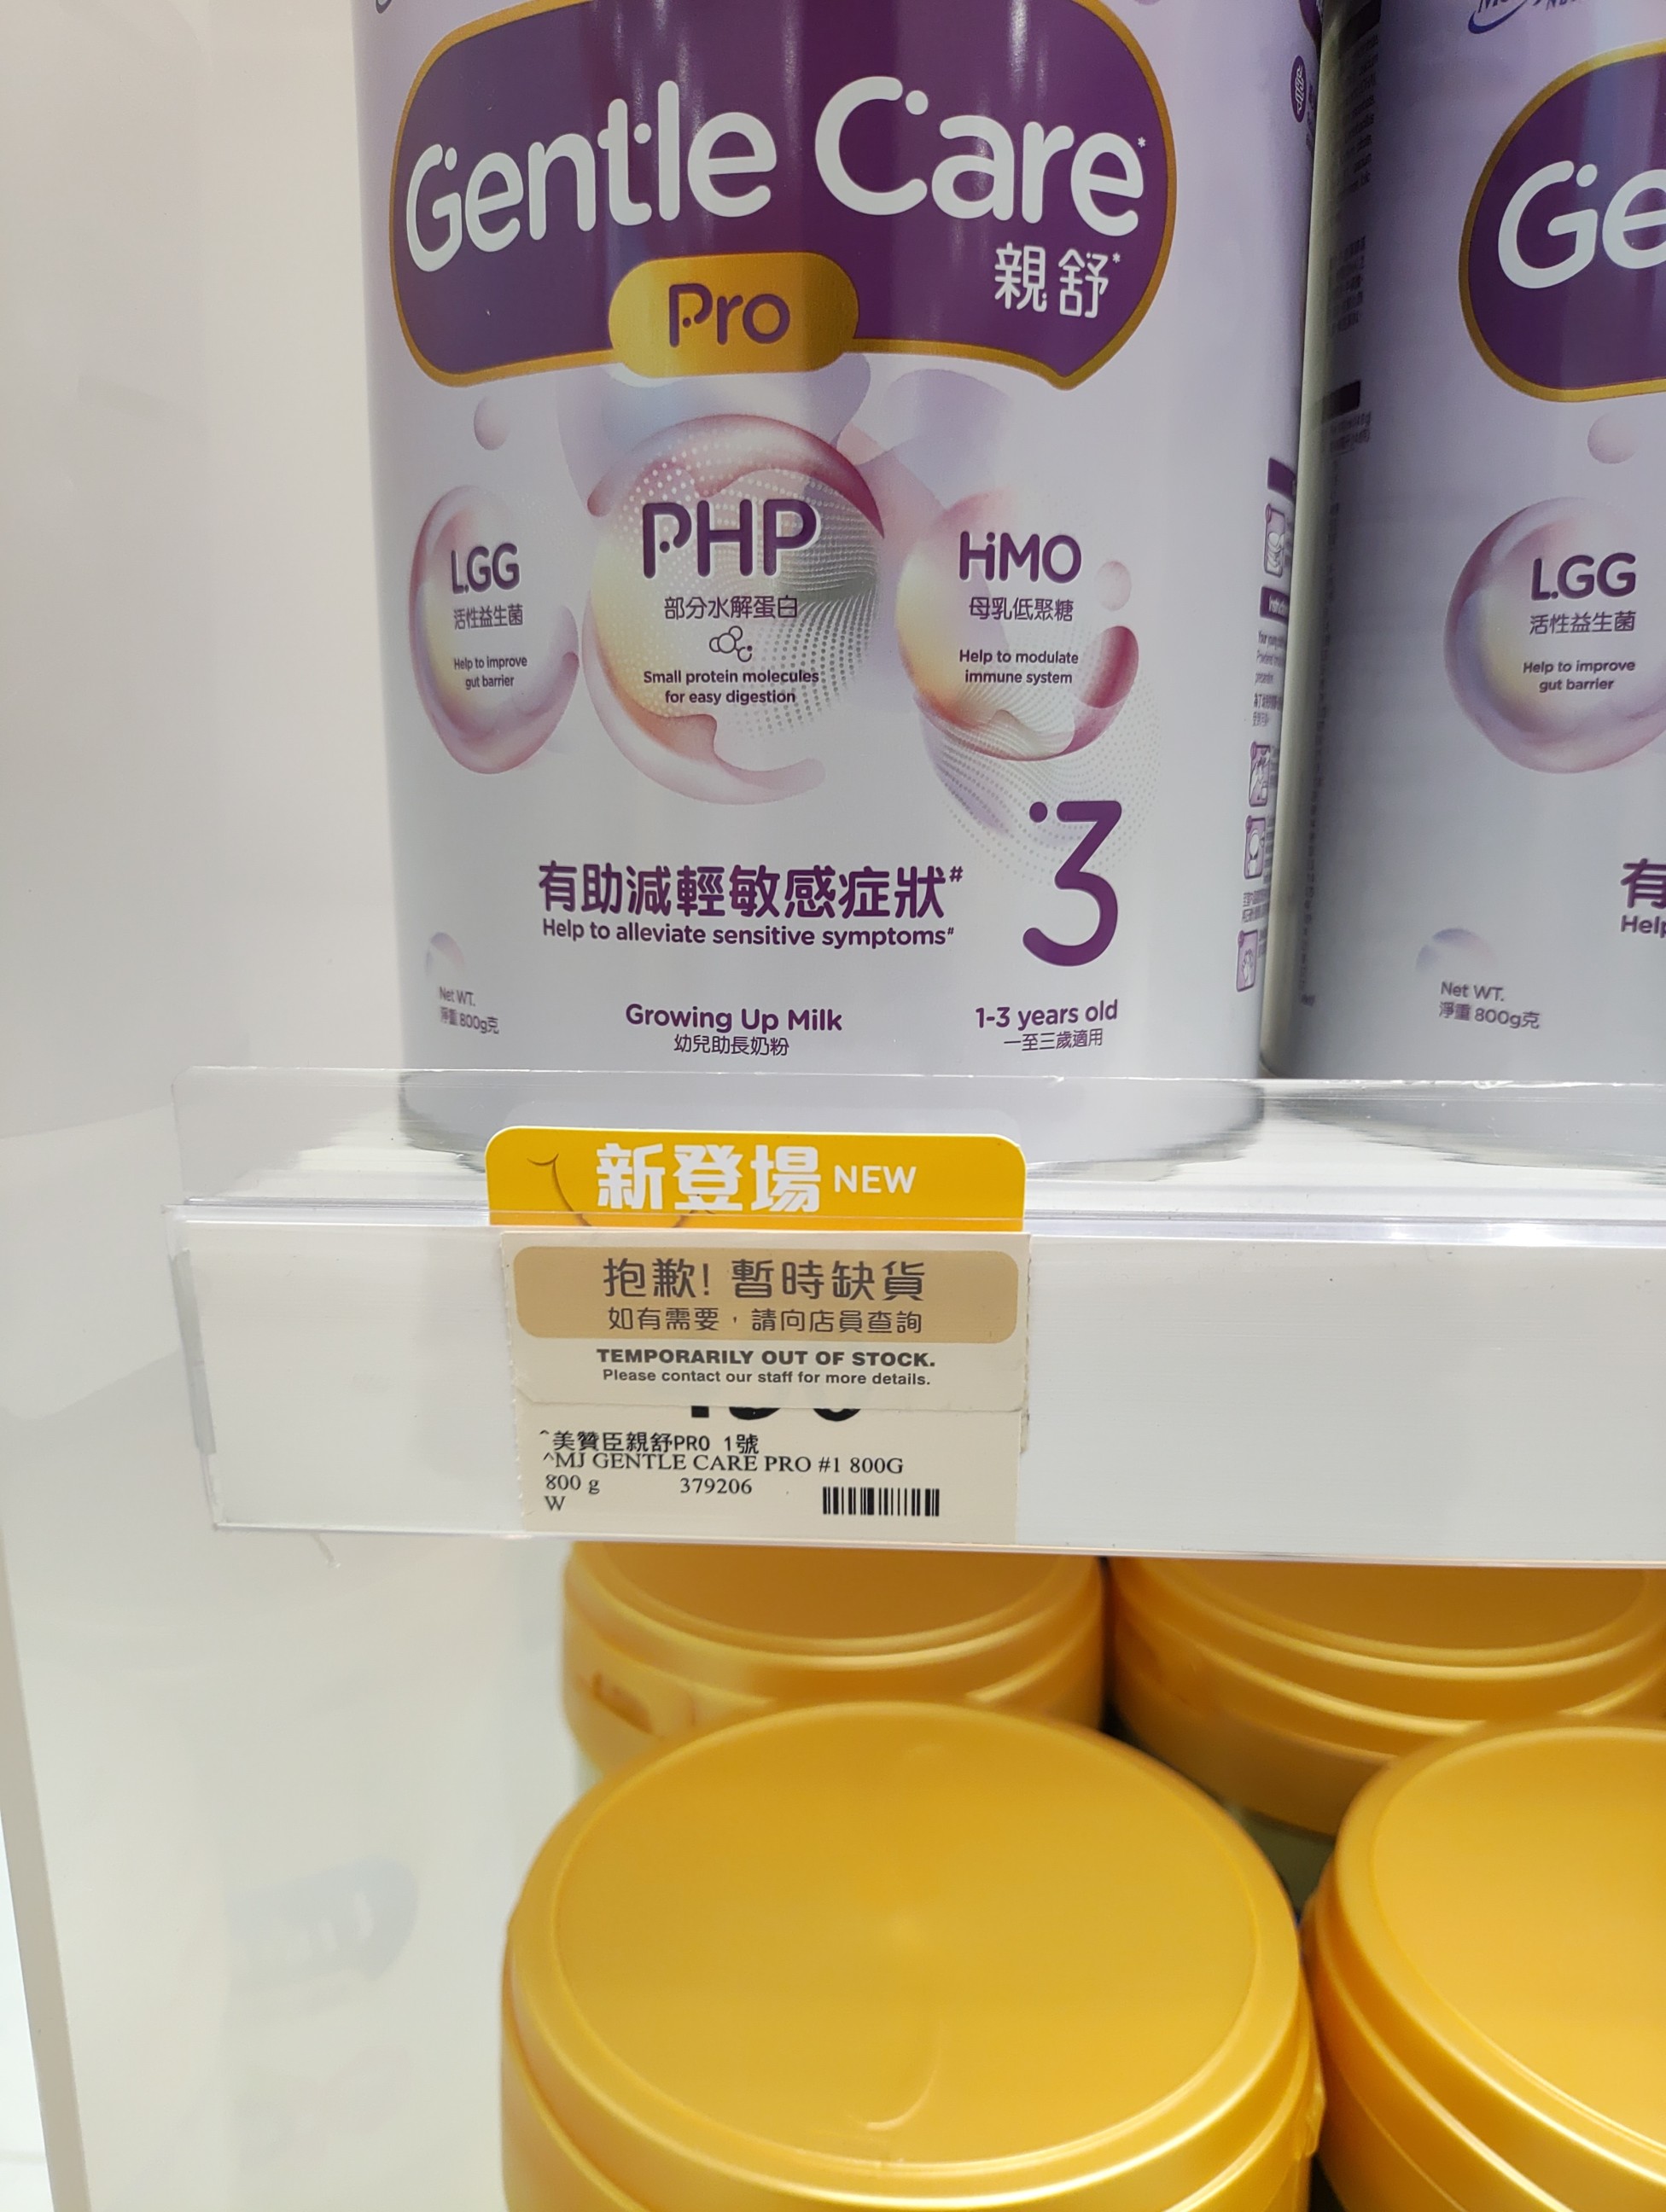 Gentle Care*
親舒*
Pro
LGG
活性益生菌
Help to improve
gut barrier
PHP
部分水解蛋白
Small protein molecules
for easy digestion
HMO
母乳低聚糖
Help to modulate
immune system
3
有助減輕敏感症狀#
Help to alleviate sensitive symptoms#
Net WT.
淨重 800g克
Growing Up Milk
幼兒助長奶粉
1-3 years old
一至三歲適用
Ge
LGG
活性益生菌
Help to improve
gut barrier
有
Help
Net WT.
淨重 800g克
新登場 NEW
抱歉! 暫時缺貨
如有需要,請向店員查詢
TEMPORARILY OUT OF STOCK.
Please contact our staff for more details.
^美贊臣親舒PRO 1號
^MJ GENTLE CARE PRO #1 800G
800 g 379206
W